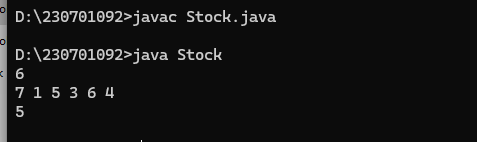 D:\230701092>javac Stock.java
D:\230701092>java Stock
6
7 1 5 3 6 4
5